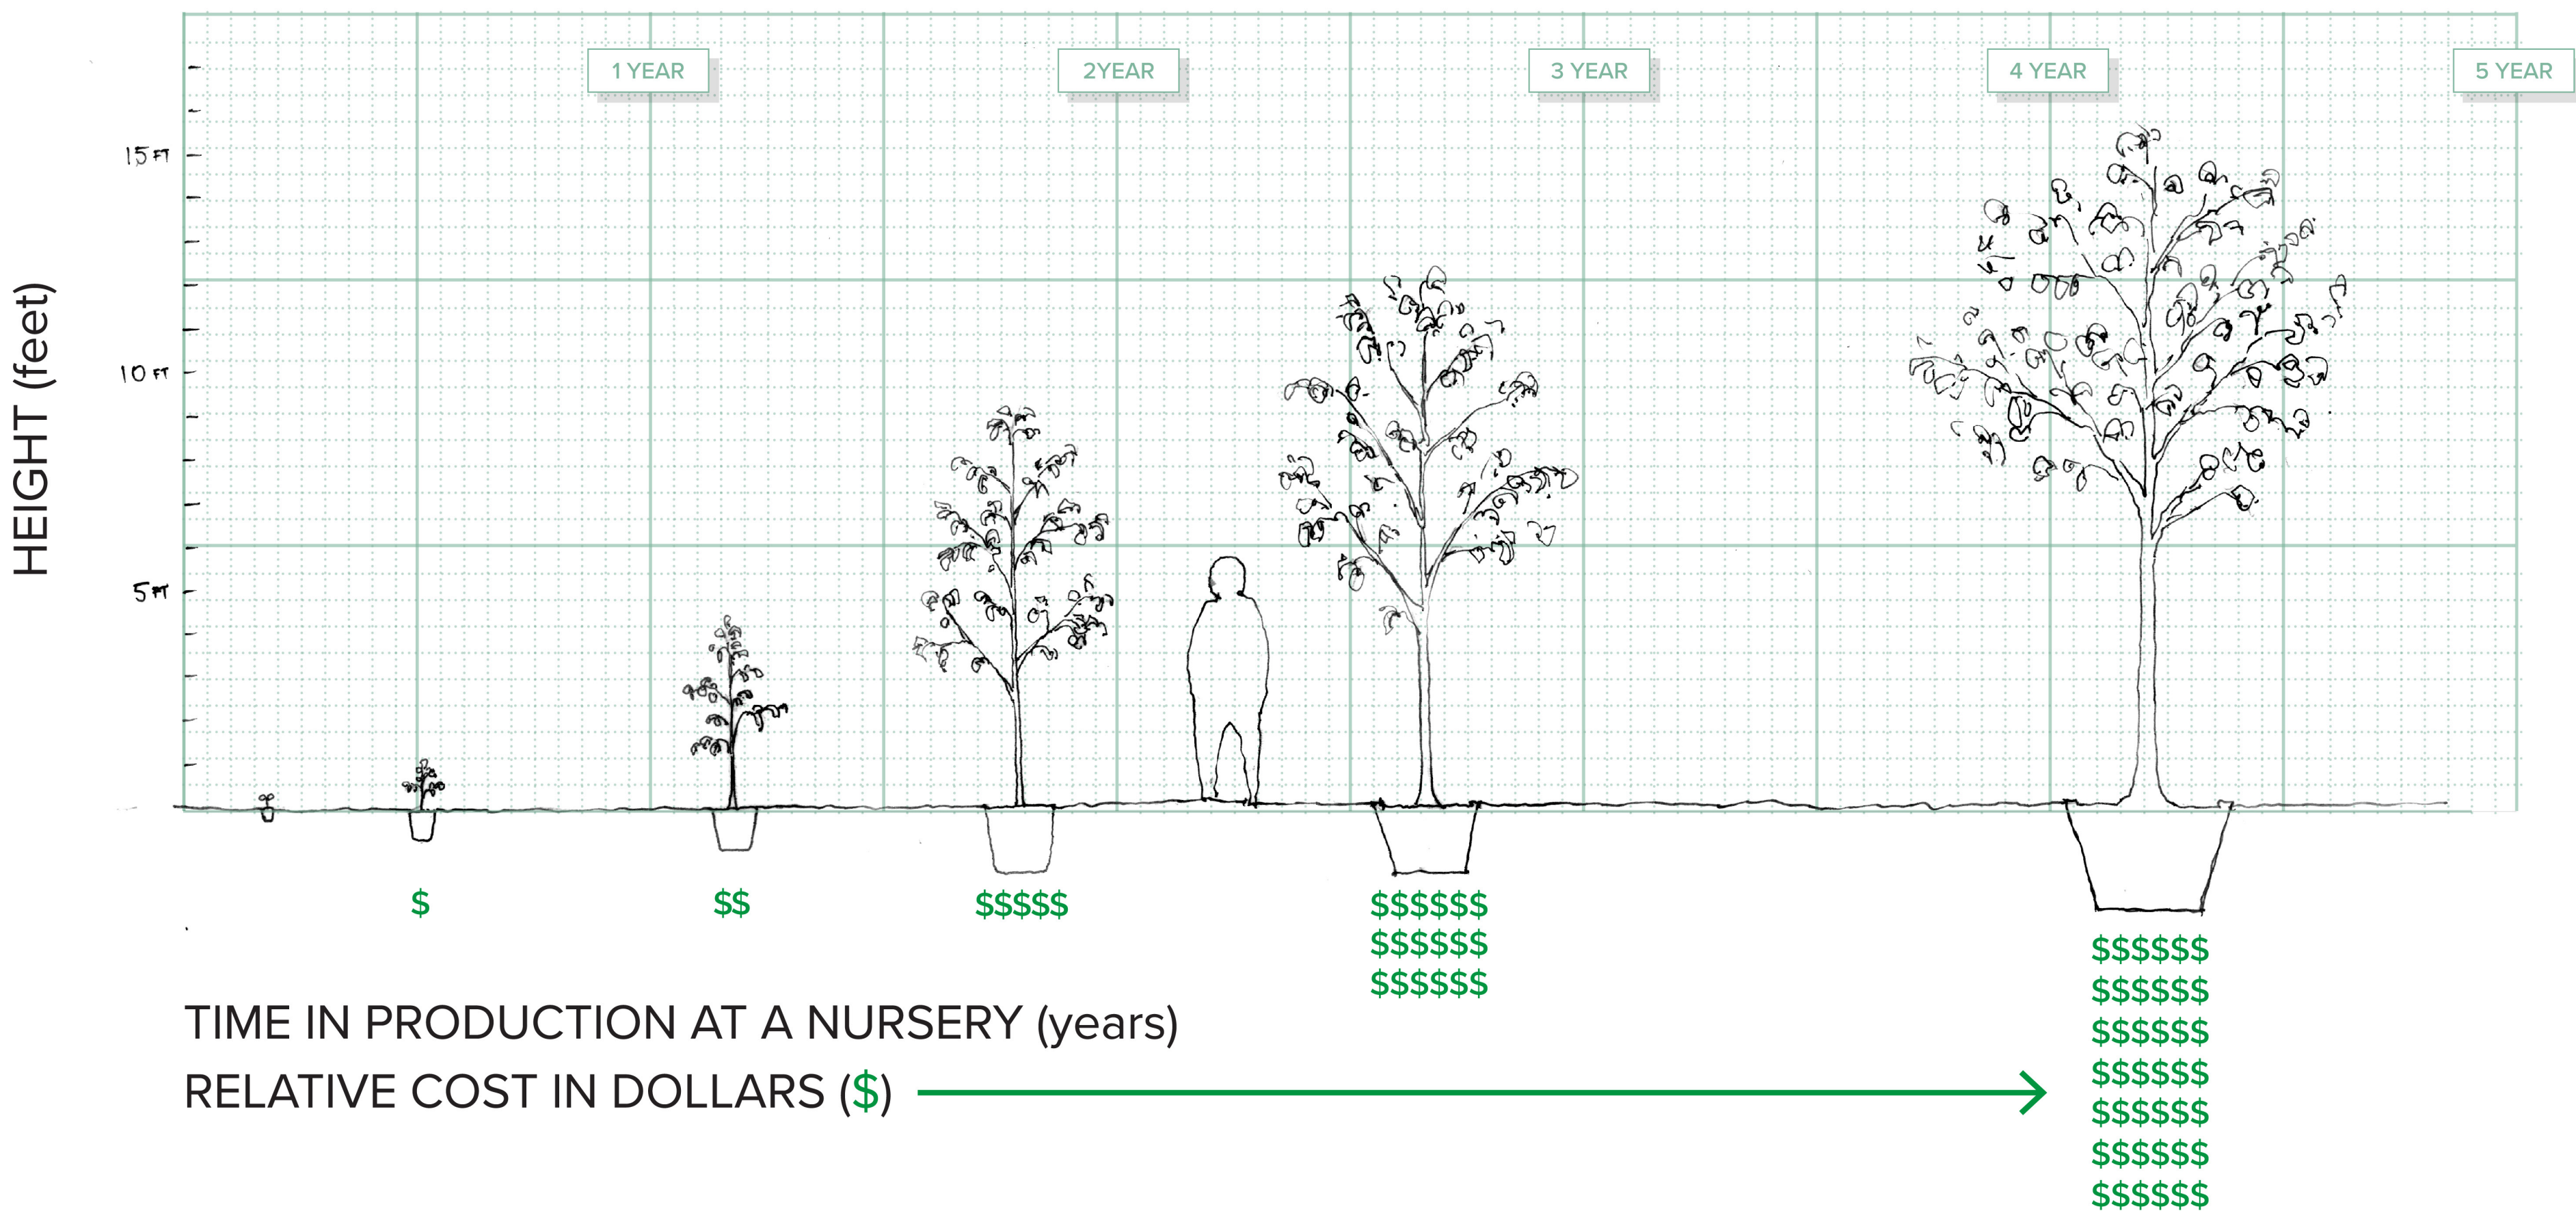 1 YEAR
2YEAR
3 YEAR
4 YEAR
5 YEAR
HEIGHT (feet)
15 FT
10 FT
5 FT
$
$$
$$$$$
$$$$$$
$$$$$$
$$$$$$
$$$$$$
$$$$$$
$$$$$$
$$$$$$
$$$$$$
$$$$$$
$$$$$$
TIME IN PRODUCTION AT A NURSERY (years)
RELATIVE COST IN DOLLARS ($)